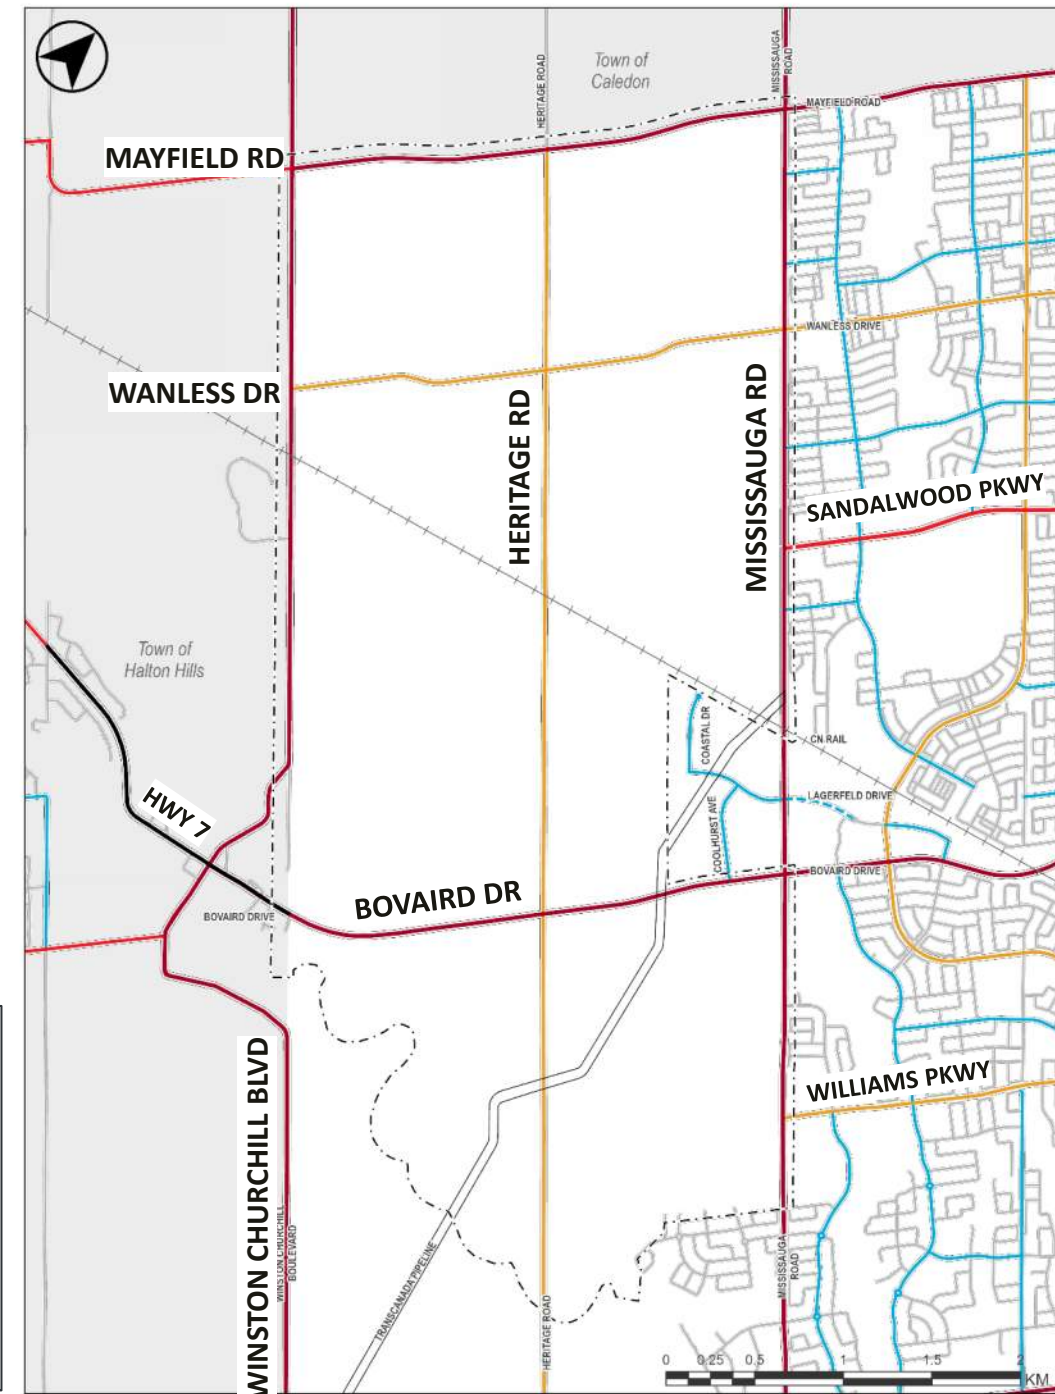 HERITAGE ROAD
Town of
Caledon
MISSISSAUGA
ROAD
MAYFIELD ROAD
MAYFIELD RD
WANLESS DRIVE
WANLESS DR
HERITAGE RD
MISSISSAUGA RD
SANDALWOOD PKWY
Town of
Halton Hills
COASTAL DR
CN RAIL
HWY 7
LAGERFELD DRIVE
COOLHURST AVE
BOVAIRD DRIVE
BOVAIRD DR
BOVAIRD DRIVE
WINSTON CHURCHILL BLVD
WILLIAMS PKWY
WINSTON CHURCHILL
BOULEVARD
TRANSCANADA PIPELINE
HERITAGE ROAD
MISSISSAUGA
ROAD
0 0.25 0.5 1 1.5 2
KM